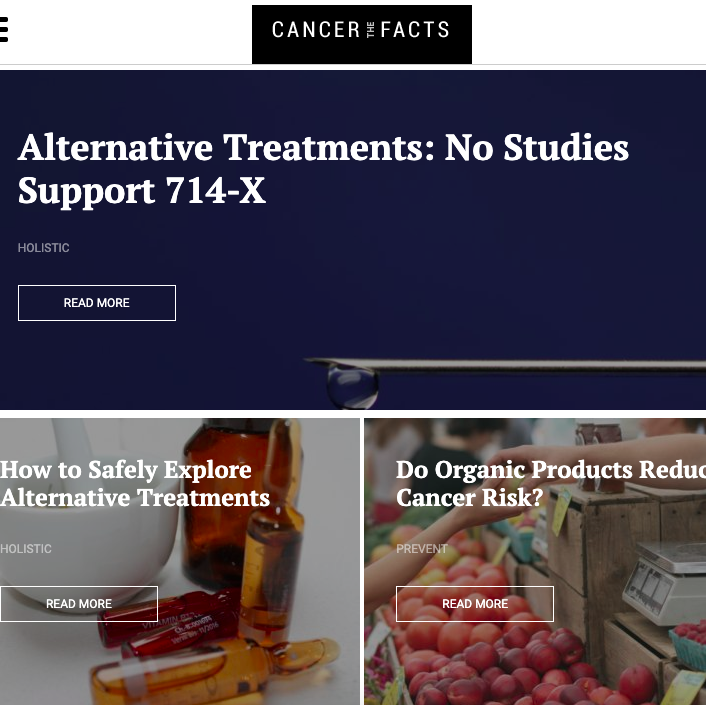 CANCER THE FACTS
Alternative Treatments: No Studies
Support 714-X
HOLISTIC
READ MORE
How to Safely Explore
Alternative Treatments
HOLISTIC
READ MORE
Do Organic Products Reduc
Cancer Risk?
PREVENT
READ MORE